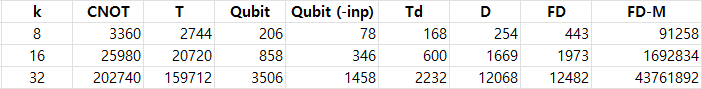 k CNOT T Qubit Qubit (-inp) Td D FD FD-M
8 3360 2744 206 78 168 254 443 91258
16 25980 20720 858 346 600 1669 1973 1692834
32 202740 159712 3506 1458 2232 12068 12482 43761892